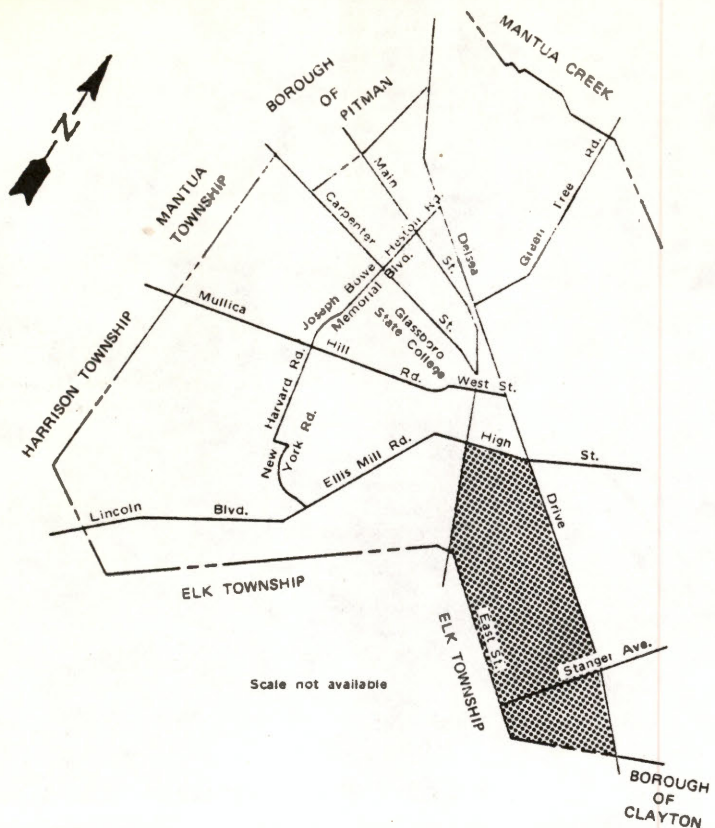 MANTUA CREEK
N
BOROUGH
OF
PITMAN
MANTUA
TOWNSHIP
Main
St.
Carpenter
St.
Heston Rd.
Delsea
Drive
Green Tree Rd.
Joseph Bowe
Memorial Blvd.
Glassboro
State College
Mullica Hill Rd.
West St.
HARRISON TOWNSHIP
Harvard Rd.
New
York Rd.
Ellis Mill Rd.
High St.
Lincoln Blvd.
ELK TOWNSHIP
ELK TOWNSHIP
East St.
Stanger Ave.
Scale not available
BOROUGH
OF
CLAYTON